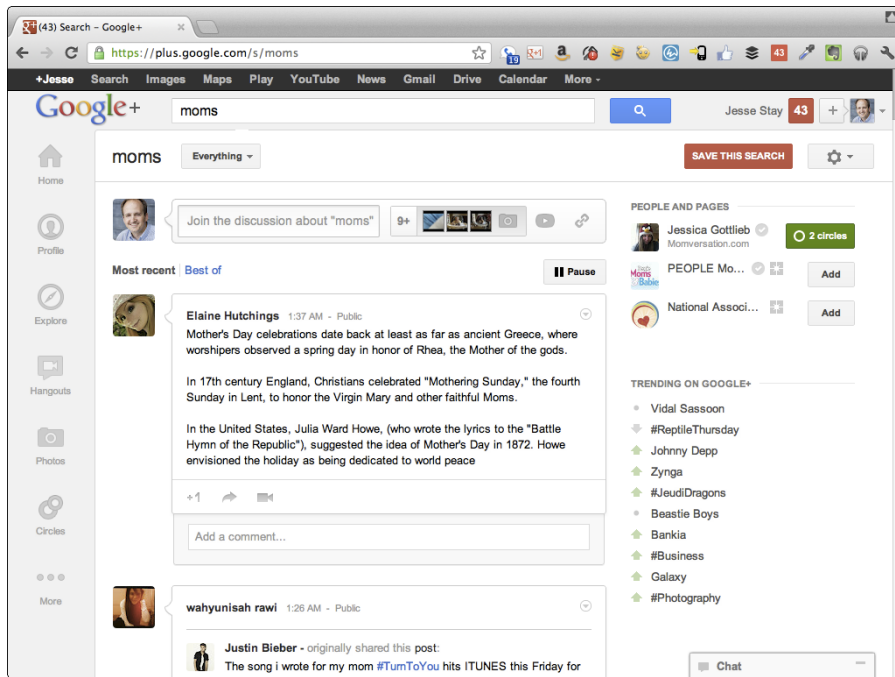 (43) Search – Google+
https://plus.google.com/s/moms
19
43
+Jesse Search Images Maps Play YouTube News Gmail Drive Calendar More
Google+
moms
Jesse Stay 43 +
moms
Everything
SAVE THIS SEARCH
Home
Profile
Explore
Hangouts
Photos
Circles
More
Join the discussion about "moms"
9+
Most recent Best of
Pause
Elaine Hutchings 1:37 AM - Public
Mother's Day celebrations date back at least as far as ancient Greece, where
worshipers observed a spring day in honor of Rhea, the Mother of the gods.
In 17th century England, Christians celebrated "Mothering Sunday," the fourth
Sunday in Lent, to honor the Virgin Mary and other faithful Moms.
In the United States, Julia Ward Howe, (who wrote the lyrics to the "Battle
Hymn of the Republic"), suggested the idea of Mother's Day in 1872. Howe
envisioned the holiday as being dedicated to world peace
+1
Add a comment...
wahyunisah rawi 1:26 AM - Public
Justin Bieber - originally shared this post:
The song i wrote for my mom #TurnToYou hits ITUNES this Friday for
PEOPLE AND PAGES
Jessica Gottlieb
Momversation.com
2 circles
Moms
Babies
PEOPLE Mo...
Add
National Associ...
Add
TRENDING ON GOOGLE+
Vidal Sassoon
#ReptileThursday
Johnny Depp
Zynga
#JeudiDragons
Beastie Boys
Bankia
#Business
Galaxy
#Photography
Chat